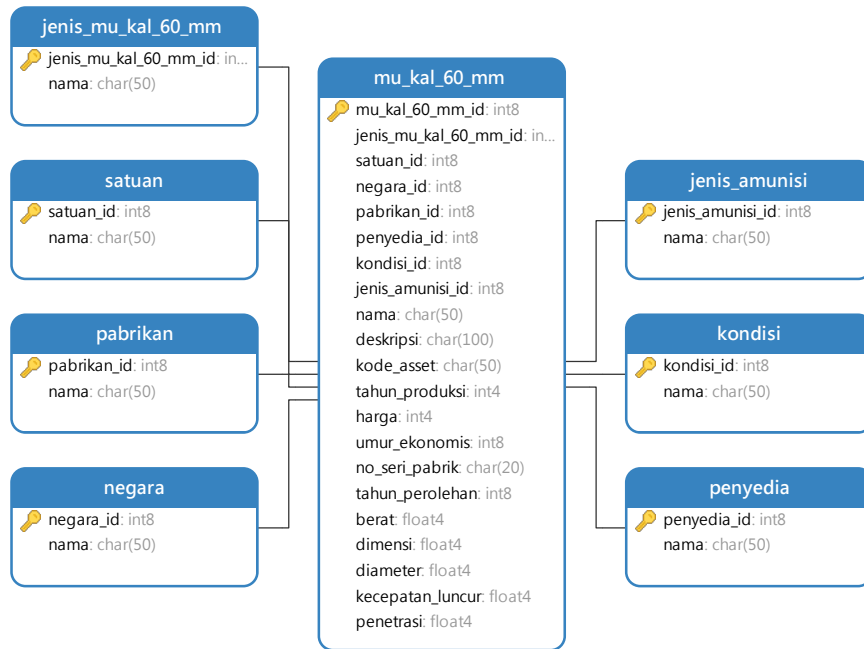 jenis_mu_kal_60_mm
jenis_mu_kal_60_mm_id: in...
nama: char(50)
satuan
satuan_id: int8
nama: char(50)
pabrikan
pabrikan_id: int8
nama: char(50)
negara
negara_id: int8
nama: char(50)
mu_kal_60_mm
mu_kal_60_mm_id: int8
jenis_mu_kal_60_mm_id: in...
satuan_id: int8
negara_id: int8
pabrikan_id: int8
penyedia_id: int8
kondisi_id: int8
jenis_amunisi_id: int8
nama: char(50)
deskripsi: char(100)
kode_asset: char(50)
tahun_produksi: int4
harga: int4
umur_ekonomis: int8
no_seri_pabrik: char(20)
tahun_perolehan: int8
berat: float4
dimensi: float4
diameter: float4
kecepatan_luncur: float4
penetrasi: float4
jenis_amunisi
jenis_amunisi_id: int8
nama: char(50)
kondisi
kondisi_id: int8
nama: char(50)
penyedia
penyedia_id: int8
nama: char(50)